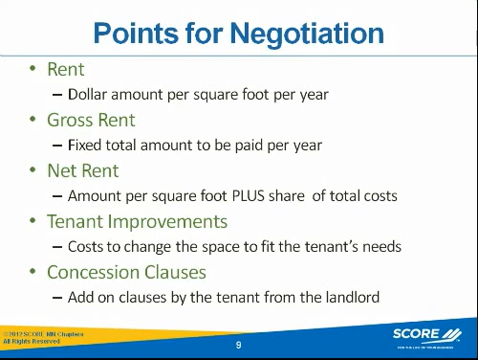 Points for Negotiation
• Rent
– Dollar amount per square foot per year
• Gross Rent
– Fixed total amount to be paid per year
• Net Rent
– Amount per square foot PLUS share of total costs
• Tenant Improvements
– Costs to change the space to fit the tenant's needs
• Concession Clauses
– Add on clauses by the tenant from the landlord
©2012 SCORE, MN Chapters
All Rights Reserved
9
SCORE